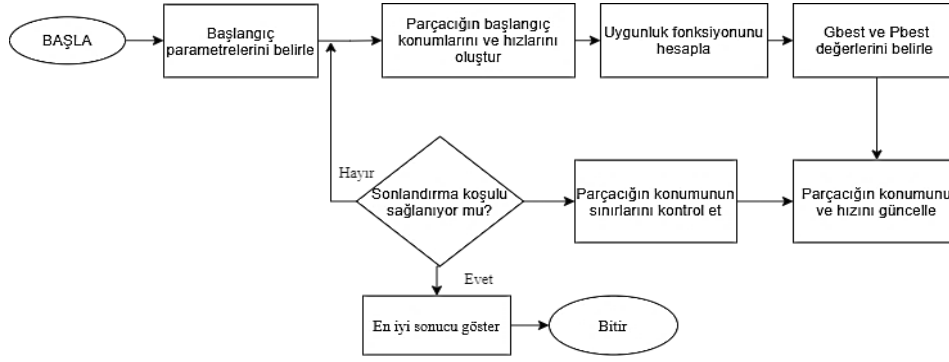 BAŞLA
Başlangıç
parametrelerini belirle
Parçacığın başlangıç
konumlarını ve hızlarını
oluştur
Uygunluk fonksiyonunu
hesapla
Gbest ve Pbest
değerlerini belirle
Hayır
Sonlandırma koşulu
sağlanıyor mu?
Parçacığın konumunun
sınırlarını kontrol et
Parçacığın konumunu
ve hızını güncelle
Evet
En iyi sonucu göster
Bitir